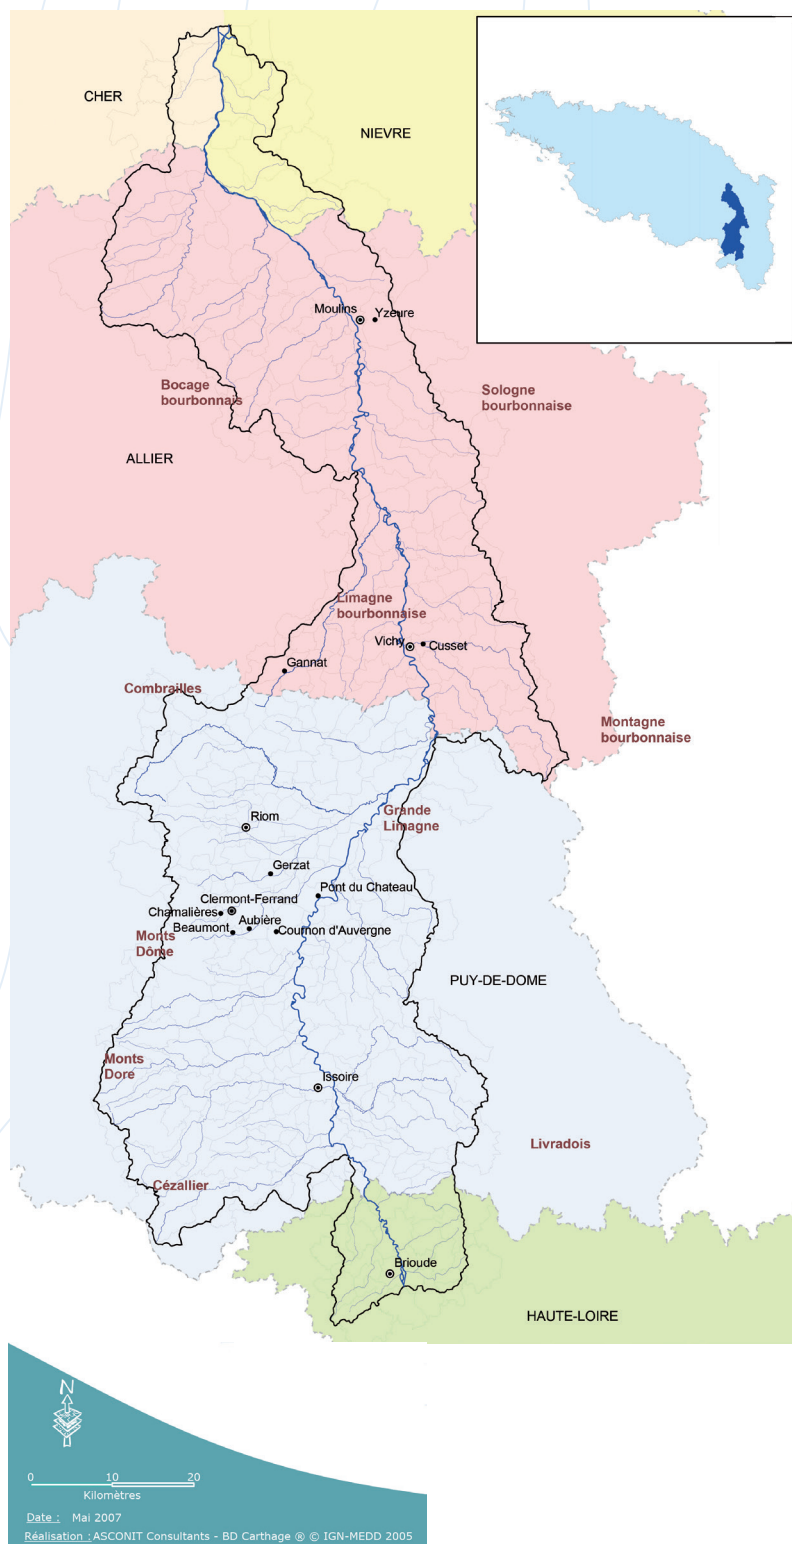 CHER
NIEVRE
Moulins
Yzeure
Bocage
bourbonnais
Sologne
bourbonnaise
ALLIER
Limagne
bourbonnaise
Vichy
Cusset
Gannat
Combrailles
Montagne
bourbonnaise
Grande
Limagne
Riom
Gerzat
Pont du Chateau
Clermont-Ferrand
Chamalières
Aubière
Beaumont
Cournon d'Auvergne
Monts
Dôme
PUY-DE-DOME
Monts
Dore
Issoire
Livradois
Cézallier
Brioude
HAUTE-LOIRE
N
0 10 20
Kilomètres
Date : Mai 2007
Réalisation : ASCONIT Consultants - BD Carthage ® © IGN-MEDD 2005